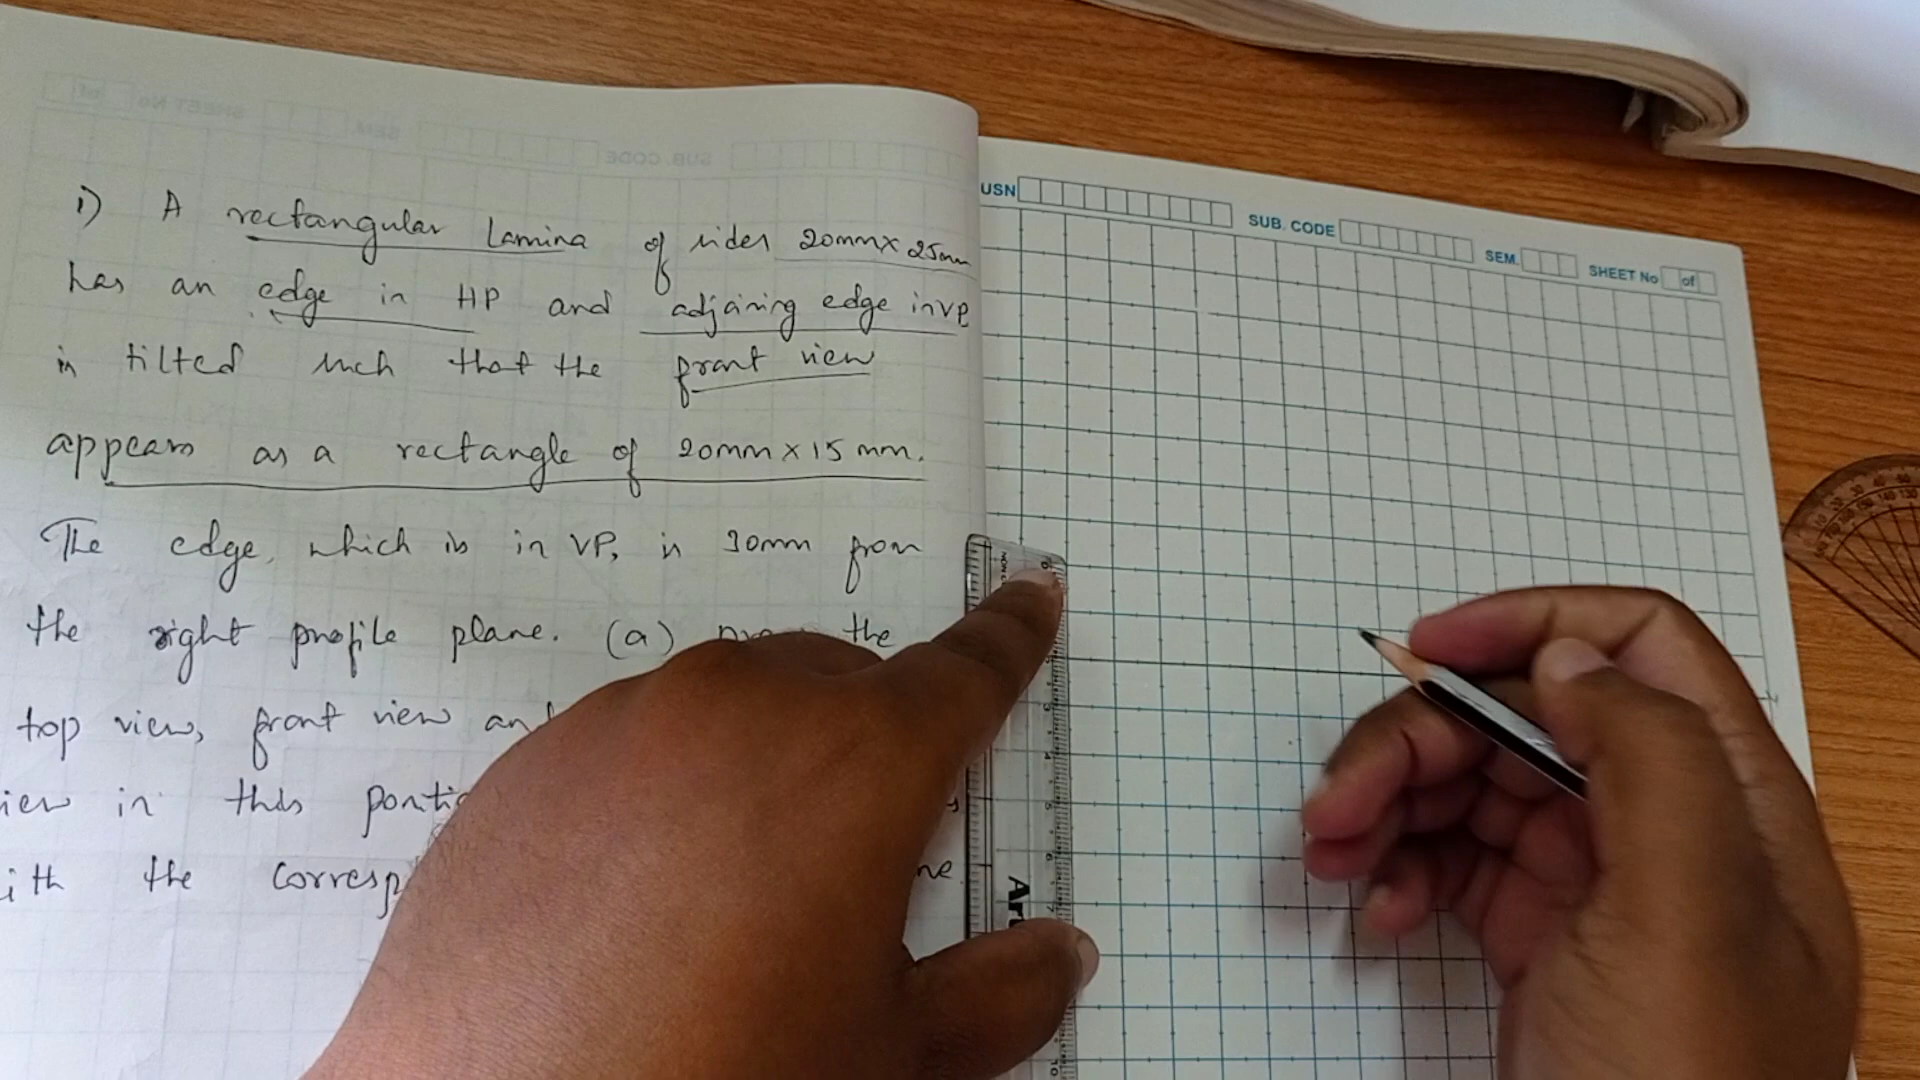 1) A rectangular Lamina of sides 20mm x 25mm
has an edge in HP and adjoining edge in VP
is tilted such that the front view
appears as a rectangle of 20mm x 15 mm.
The edge, which is in VP, is 30mm from
the right profile plane. (a) the
top view, front view
in this
the corresp
USN
SUB. CODE
SEM.
SHEET No of